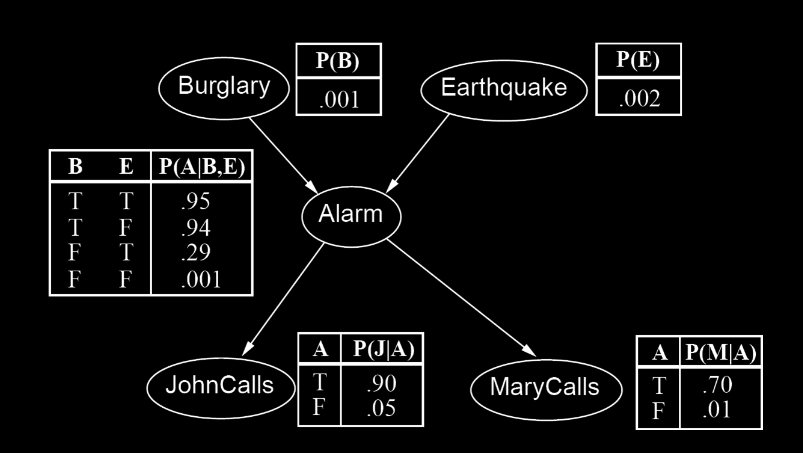 Burglary
P(B)
.001
Earthquake
P(E)
.002
B E P(A|B,E)
T T .95
T F .94
F T .29
F F .001
Alarm
JohnCalls
A P(J|A)
T .90
F .05
MaryCalls
A P(M|A)
T .70
F .01